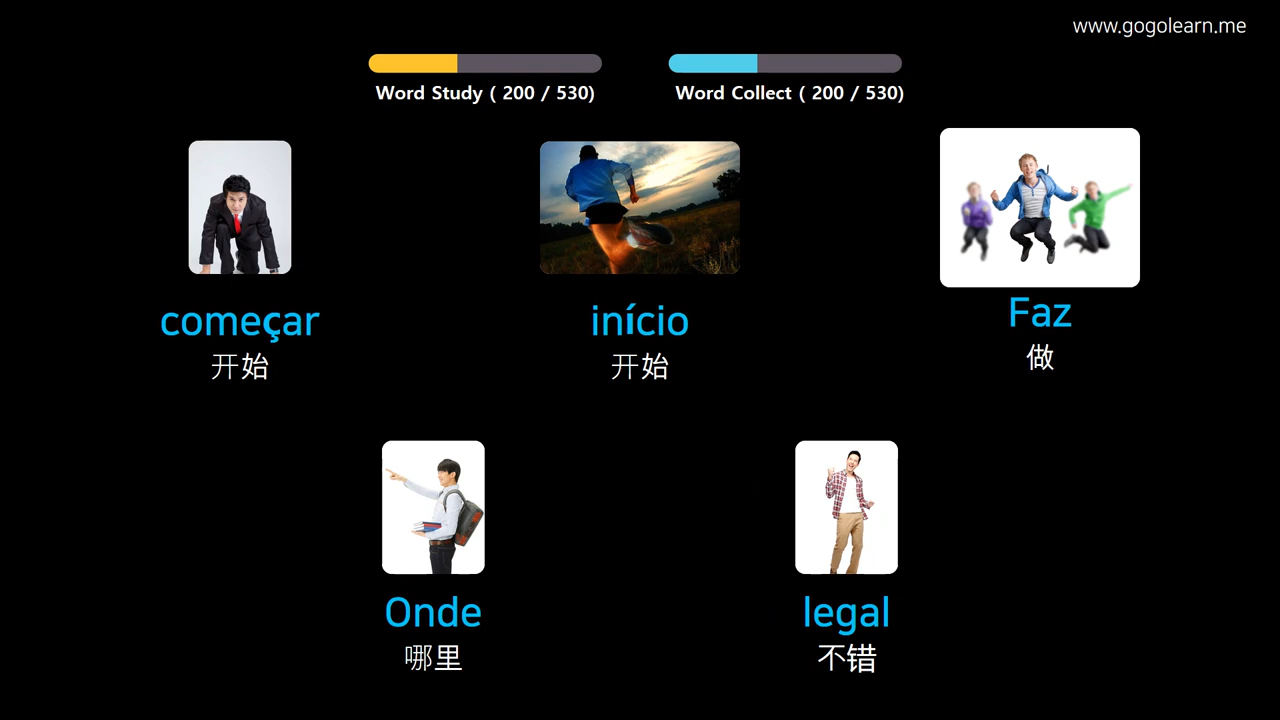 www.gogolearn.me
Word Study ( 200 / 530)
Word Collect ( 200 / 530)
começar
开始
início
开始
Faz
做
Onde
哪里
legal
不错